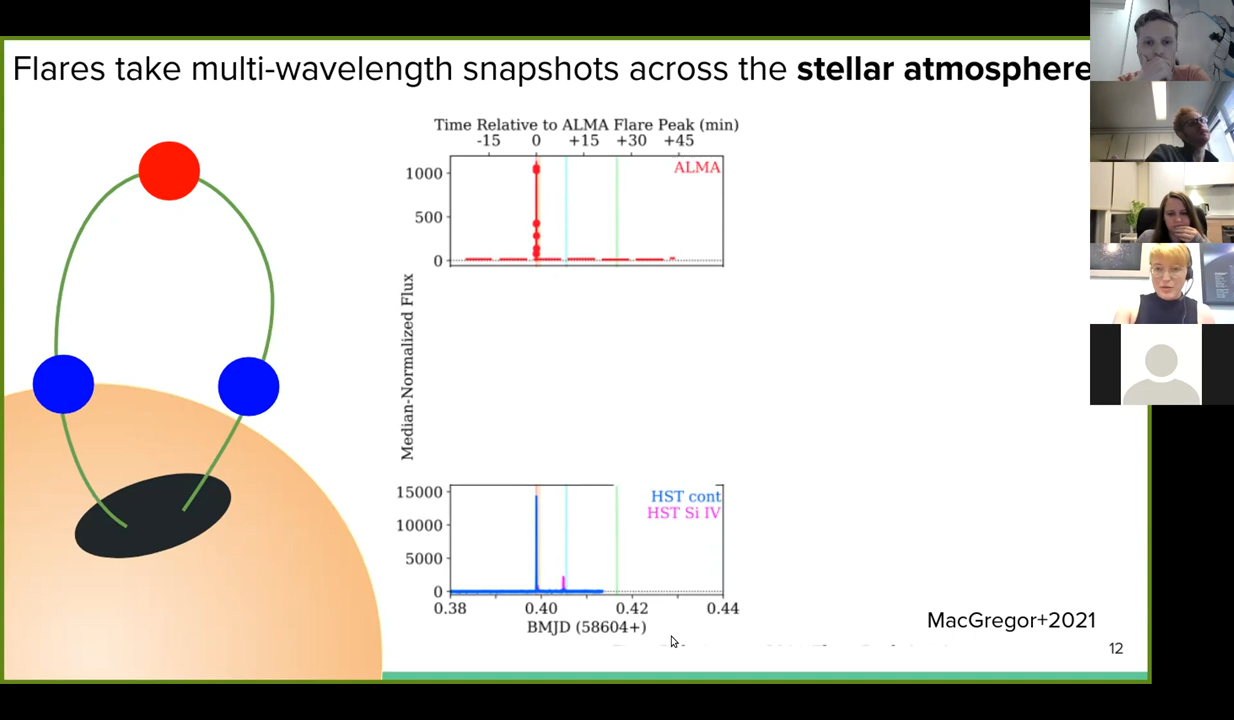 Flares take multi-wavelength snapshots across the stellar atmosphere
Time Relative to ALMA Flare Peak (min)
-15 0 +15 +30 +45
ALMA
1000
500
0
Median-Normalized Flux
HST cont
HST Si IV
15000
10000
5000
0
0.38 0.40 0.42 0.44
BMJD (58604+)
MacGregor+2021
12